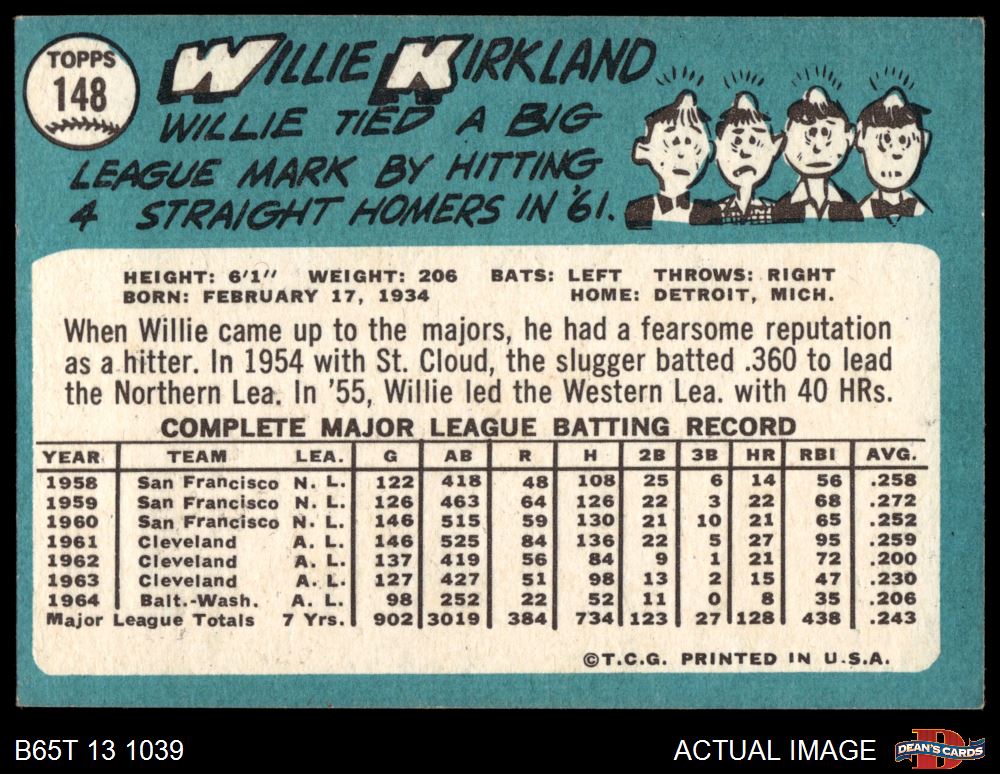 TOPPS
148
WILLIE KIRKLAND
WILLIE TIED A BIG
LEAGUE MARK BY HITTING
4 STRAIGHT HOMERS IN '61.
HEIGHT: 6'1" WEIGHT: 206 BATS: LEFT THROWS: RIGHT
BORN: FEBRUARY 17, 1934 HOME: DETROIT, MICH.
When Willie came up to the majors, he had a fearsome reputation
as a hitter. In 1954 with St. Cloud, the slugger batted .360 to lead
the Northern Lea. In '55, Willie led the Western Lea. with 40 HRs.
COMPLETE MAJOR LEAGUE BATTING RECORD
YEAR TEAM LEA. G AB R H 2B 3B HR RBI AVG.
1958 San Francisco N. L. 122 418 48 108 25 6 14 56 .258
1959 San Francisco N. L. 126 463 64 126 22 3 22 68 .272
1960 San Francisco N. L. 146 515 59 130 21 10 21 65 .252
1961 Cleveland A. L. 146 525 84 136 22 5 27 95 .259
1962 Cleveland A. L. 137 419 56 84 9 1 21 72 .200
1963 Cleveland A. L. 127 427 51 98 13 2 15 47 .230
1964 Balt.-Wash. A. L. 98 252 22 52 11 0 8 35 .206
Major League Totals 7 Yrs. 902 3019 384 734 123 27 128 438 .243
©T.C.G. PRINTED IN U.S.A.
B65T 13 1039
ACTUAL IMAGE
D
DEAN'S CARDS